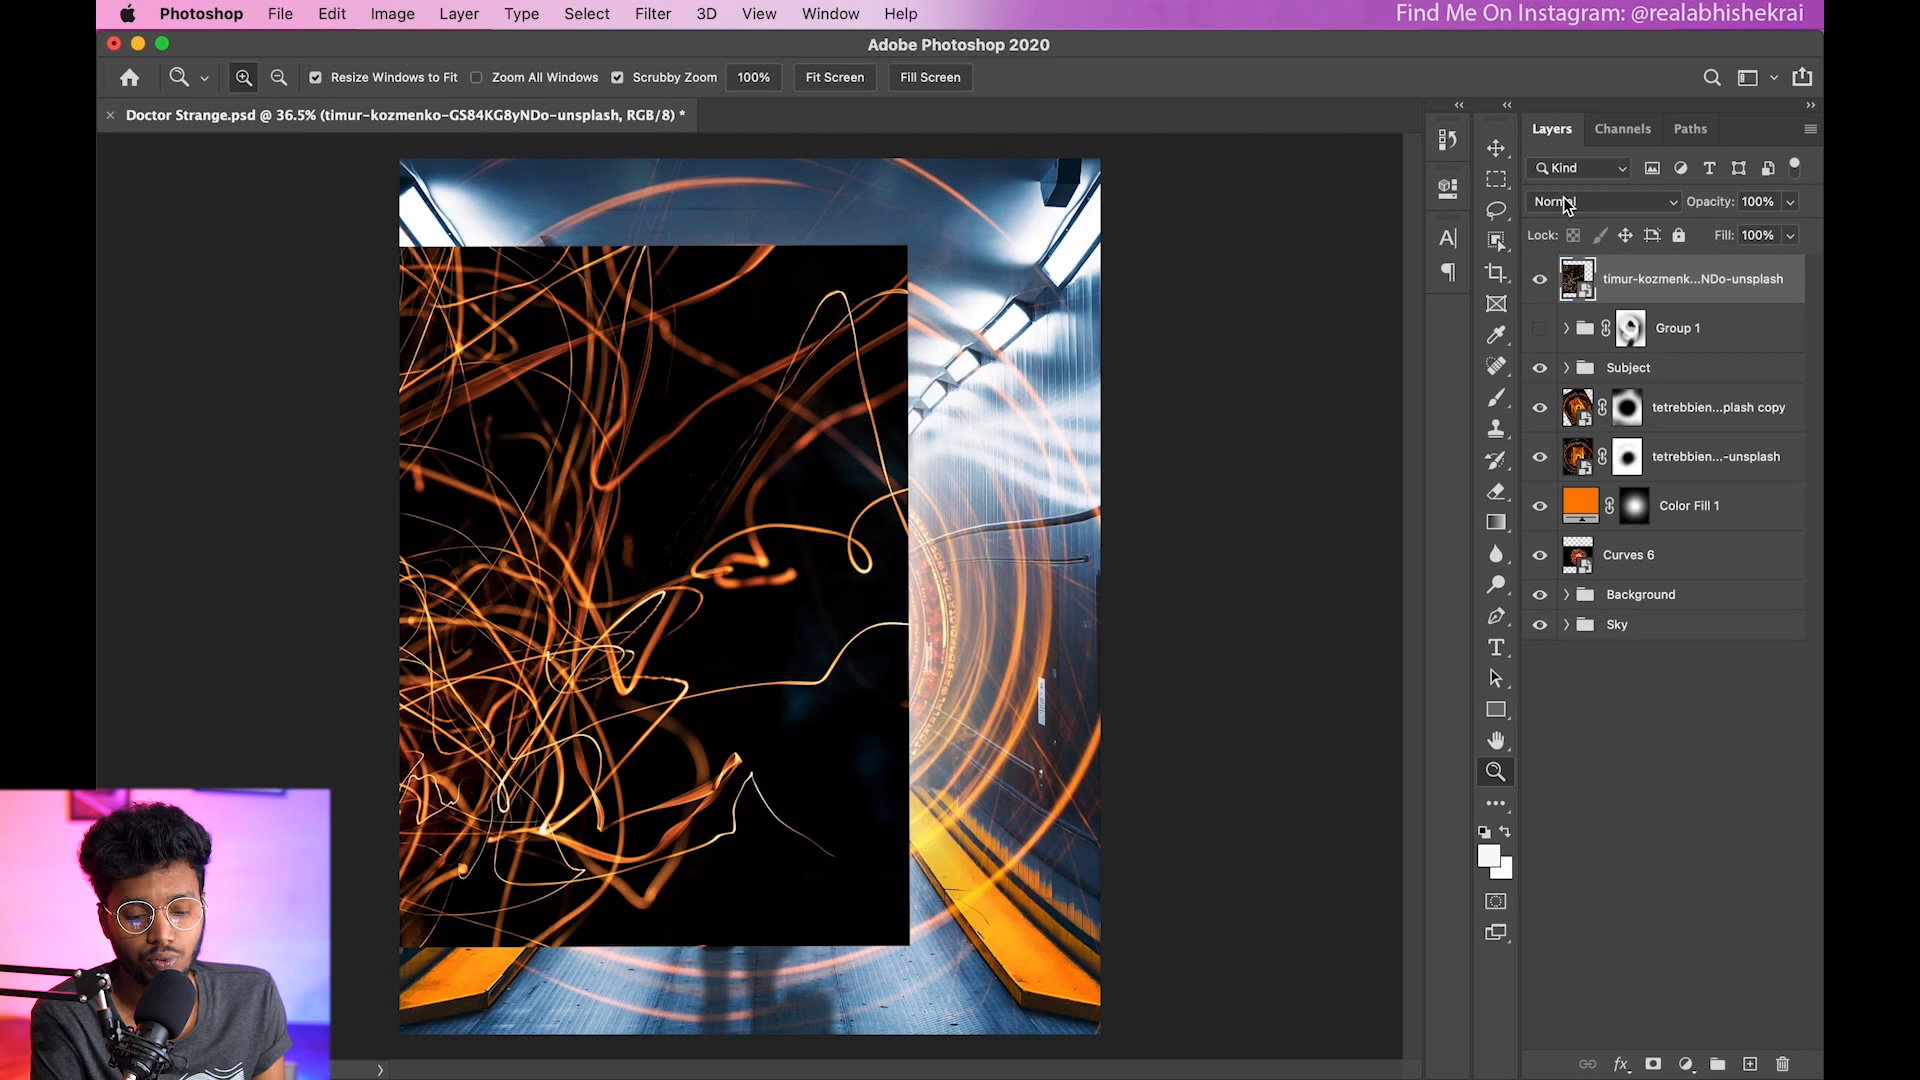 Photoshop File Edit Image Layer Type Select Filter 3D View Window Help
Find Me On Instagram: @realabhishekrai
Adobe Photoshop 2020
Resize Windows to Fit Zoom All Windows Scrubby Zoom 100% Fit Screen Fill Screen
Doctor Strange.psd @ 36.5% (timur-kozmenko-GS84KG8yNDo-unsplash, RGB/8) *
Layers Channels Paths
Kind
Normal Opacity: 100%
Lock: Fill: 100%
timur-kozmenk...NDo-unsplash
Group 1
Subject
tetrebbien...plash copy
tetrebbien...-unsplash
Color Fill 1
Curves 6
Background
Sky